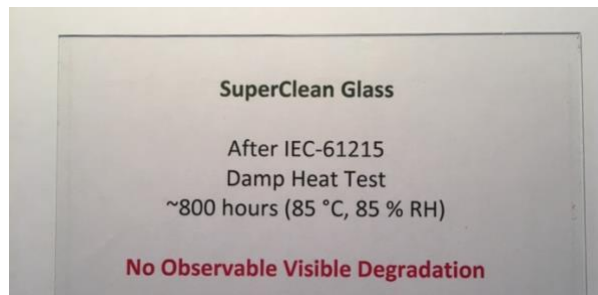 SuperClean Glass
After IEC-61215
Damp Heat Test
~800 hours (85 °C, 85 % RH)
No Observable Visible Degradation